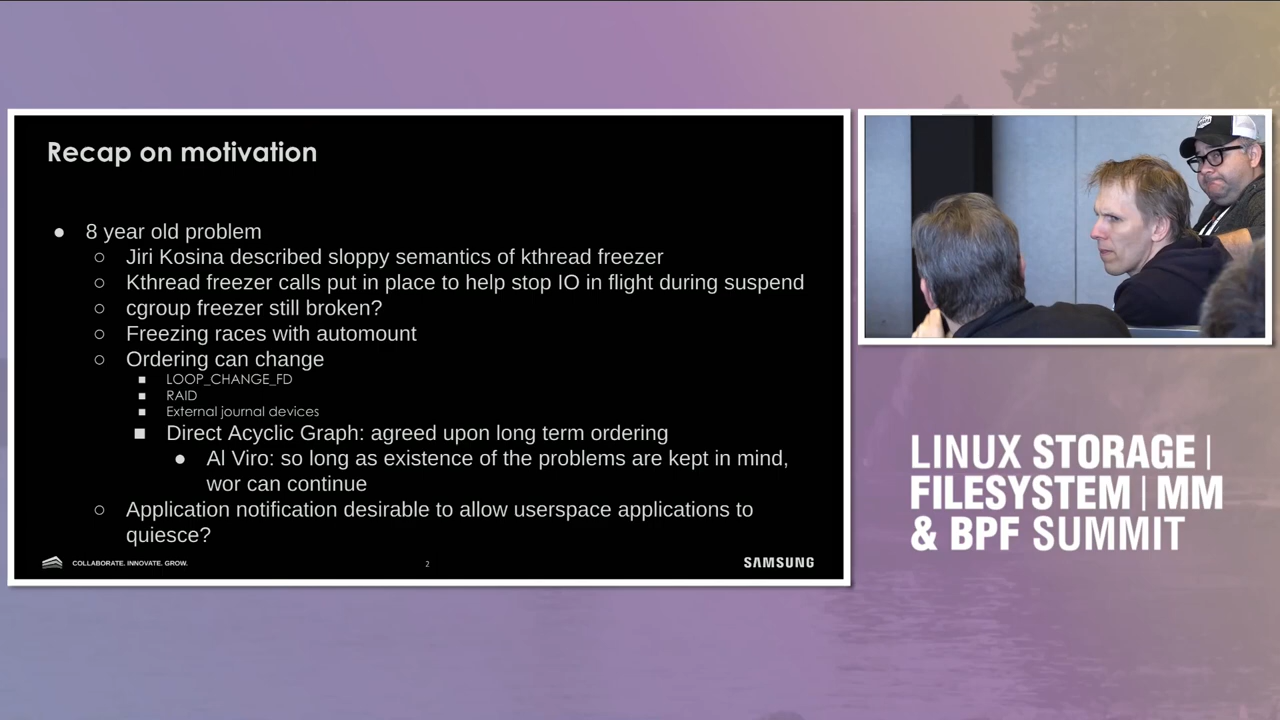 Recap on motivation
● 8 year old problem
○ Jiri Kosina described sloppy semantics of kthread freezer
○ Kthread freezer calls put in place to help stop IO in flight during suspend
○ cgroup freezer still broken?
○ Freezing races with automount
○ Ordering can change
■ LOOP_CHANGE_FD
■ RAID
■ External journal devices
■ Direct Acyclic Graph: agreed upon long term ordering
● Al Viro: so long as existence of the problems are kept in mind,
wor can continue
○ Application notification desirable to allow userspace applications to
quiesce?
COLLABORATE. INNOVATE. GROW.
2
SAMSUNG
LINUX STORAGE |
FILESYSTEM | MM
& BPF SUMMIT